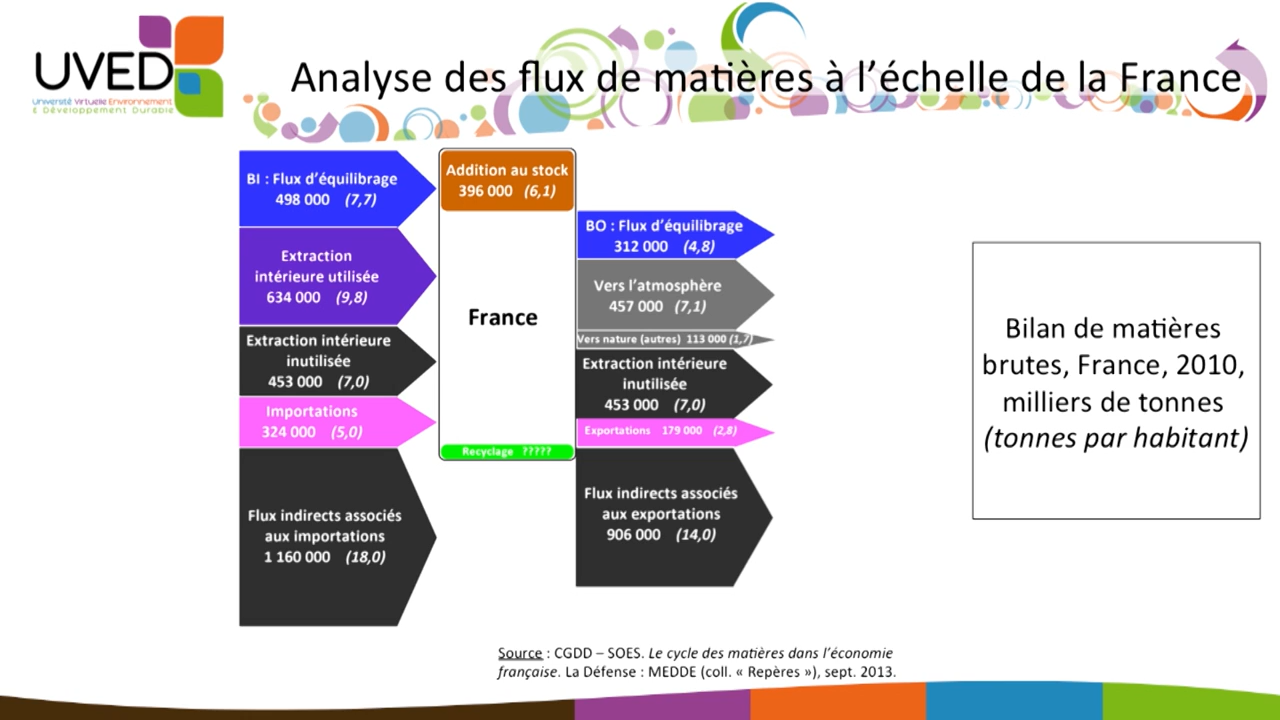 UVED
Université Virtuelle Environnement
& Développement Durable
Analyse des flux de matières à l'échelle de la France
BI : Flux d'équilibrage
498 000 (7,7)
Extraction
intérieure utilisée
634 000 (9,8)
Extraction intérieure
inutilisée
453 000 (7,0)
Importations
324 000 (5,0)
Flux indirects associés
aux importations
1 160 000 (18,0)
Addition au stock
396 000 (6,1)
France
Recyclage ?????
BO : Flux d'équilibrage
312 000 (4,8)
Vers l'atmosphère
457 000 (7,1)
Vers nature (autres) 113 000 (1,7)
Extraction intérieure
inutilisée
453 000 (7,0)
Exportations 179 000 (2,8)
Flux indirects associés
aux exportations
906 000 (14,0)
Bilan de matières
brutes, France, 2010,
milliers de tonnes
(tonnes par habitant)
Source : CGDD – SOES. Le cycle des matières dans l'économie
française. La Défense : MEDDE (coll. « Repères »), sept. 2013.